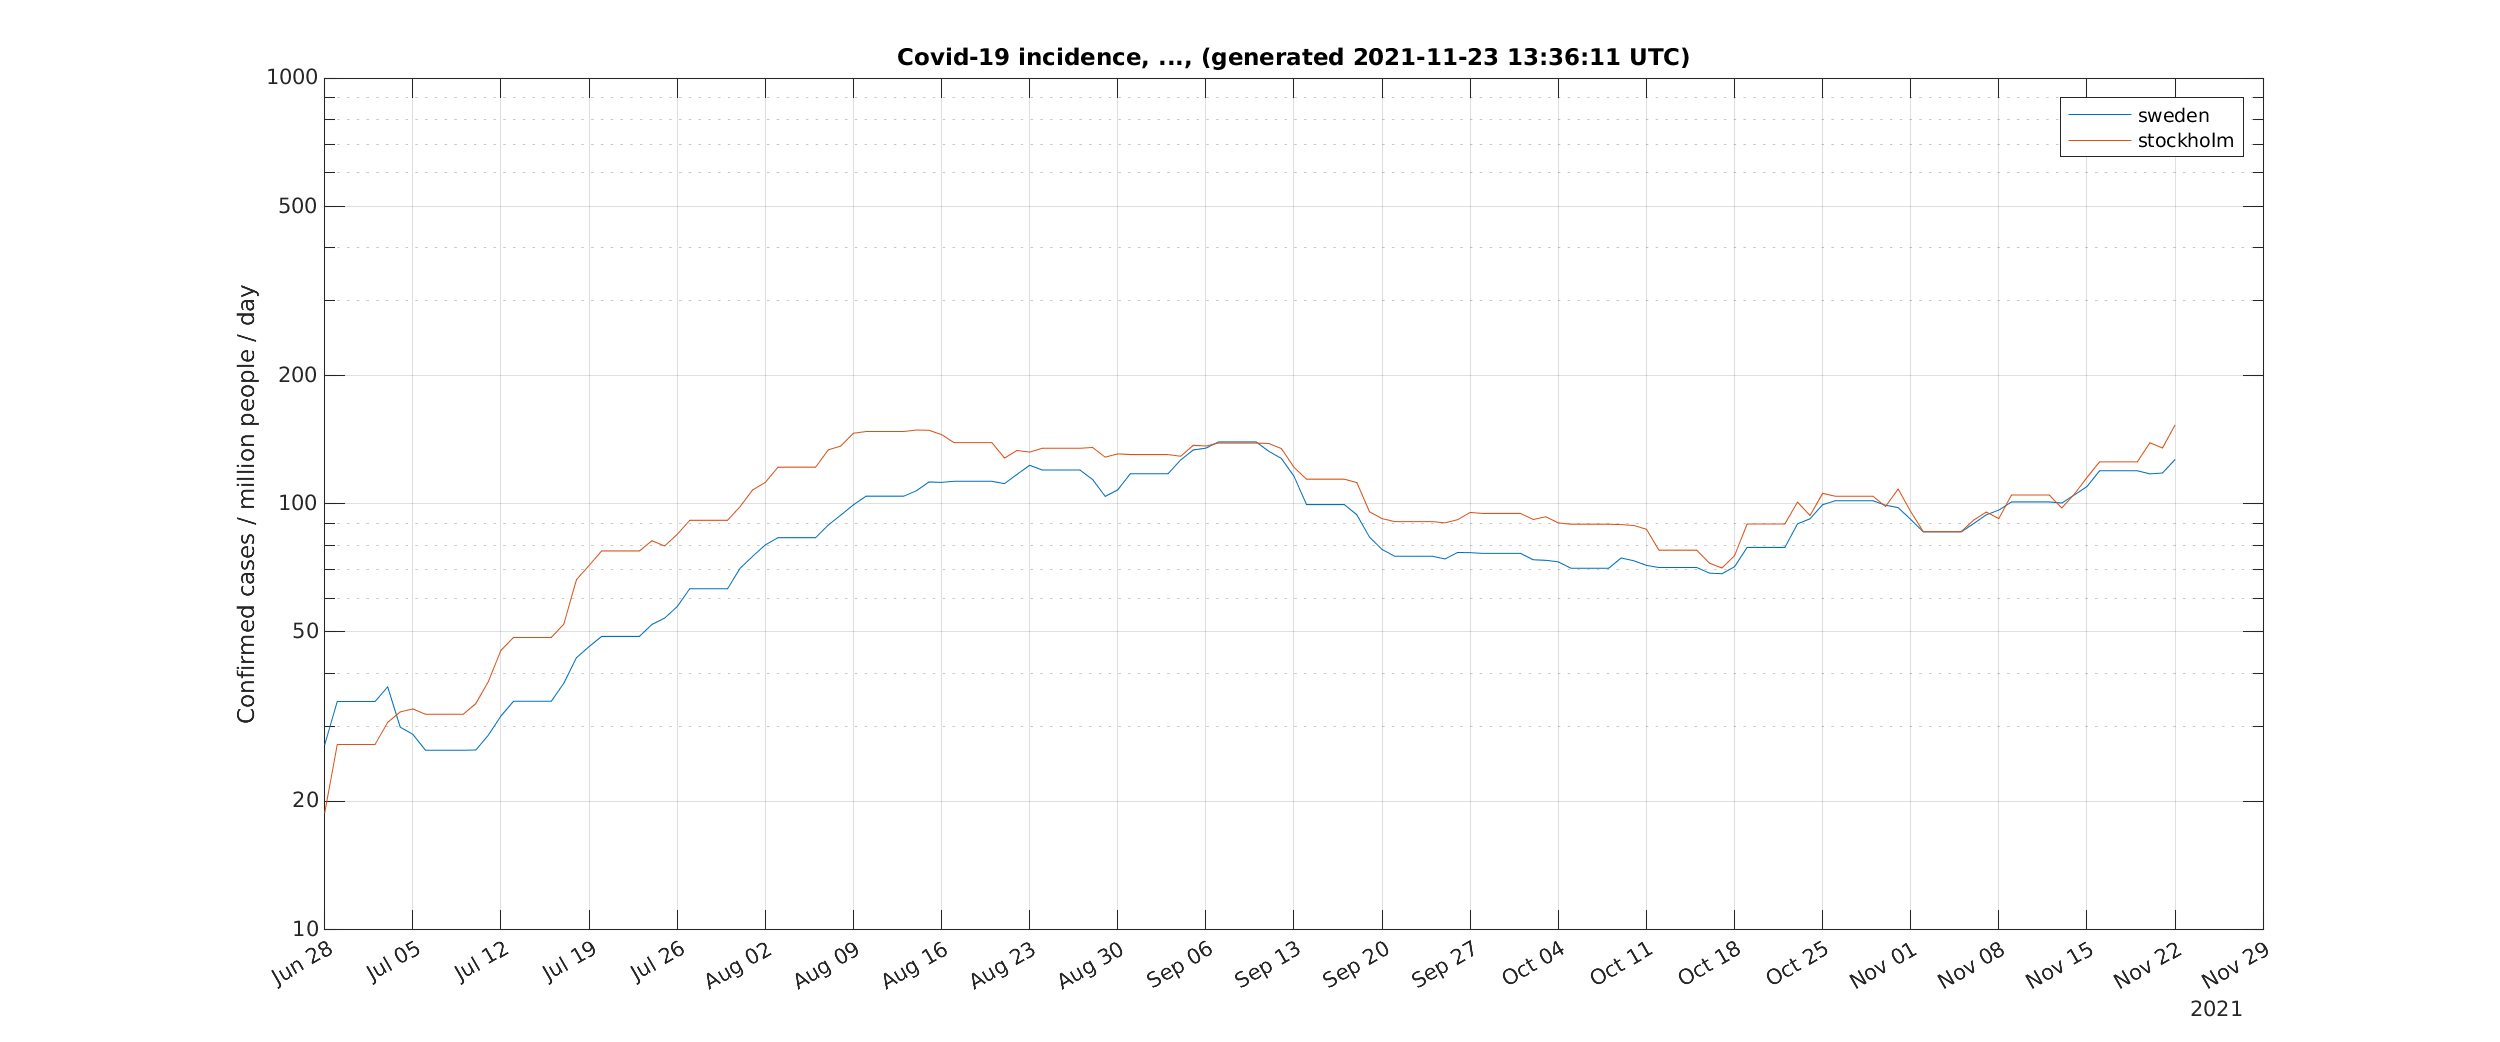 Covid-19 incidence, ..., (generated 2021-11-23 13:36:11 UTC)
sweden
stockholm
Confirmed cases / million people / day
1000
500
200
100
50
20
10
Jun 28
Jul 05
Jul 12
Jul 19
Jul 26
Aug 02
Aug 09
Aug 16
Aug 23
Aug 30
Sep 06
Sep 13
Sep 20
Sep 27
Oct 04
Oct 11
Oct 18
Oct 25
Nov 01
Nov 08
Nov 15
Nov 22
Nov 29
2021